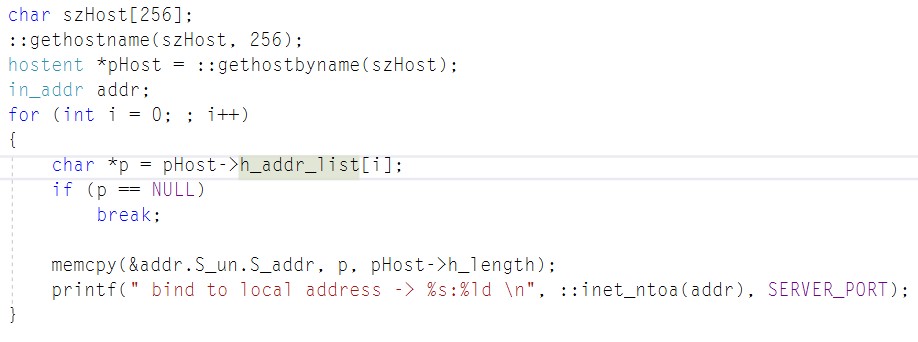 char szHost[256];
::gethostname(szHost, 256);
hostent *pHost = ::gethostbyname(szHost);
in_addr addr;
for (int i = 0; ; i++)
{
    char *p = pHost->h_addr_list[i];
    if (p == NULL)
        break;
    memcpy(&addr.S_un.S_addr, p, pHost->h_length);
    printf(" bind to local address -> %s:%ld \n", ::inet_ntoa(addr), SERVER_PORT);
}